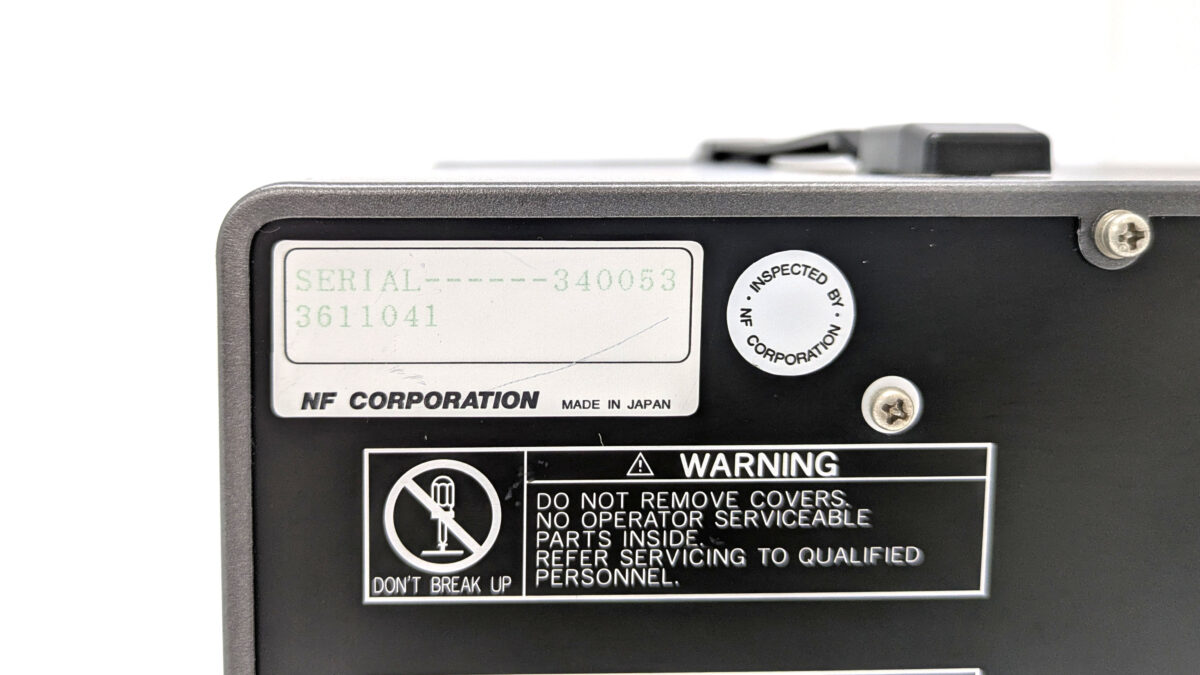 SERIAL------340053
3611041
NF CORPORATION MADE IN JAPAN
· INSPECTED BY ·
NF CORPORATION
⚠ WARNING
DO NOT REMOVE COVERS.
NO OPERATOR SERVICEABLE
PARTS INSIDE.
REFER SERVICING TO QUALIFIED
PERSONNEL.
DON'T BREAK UP